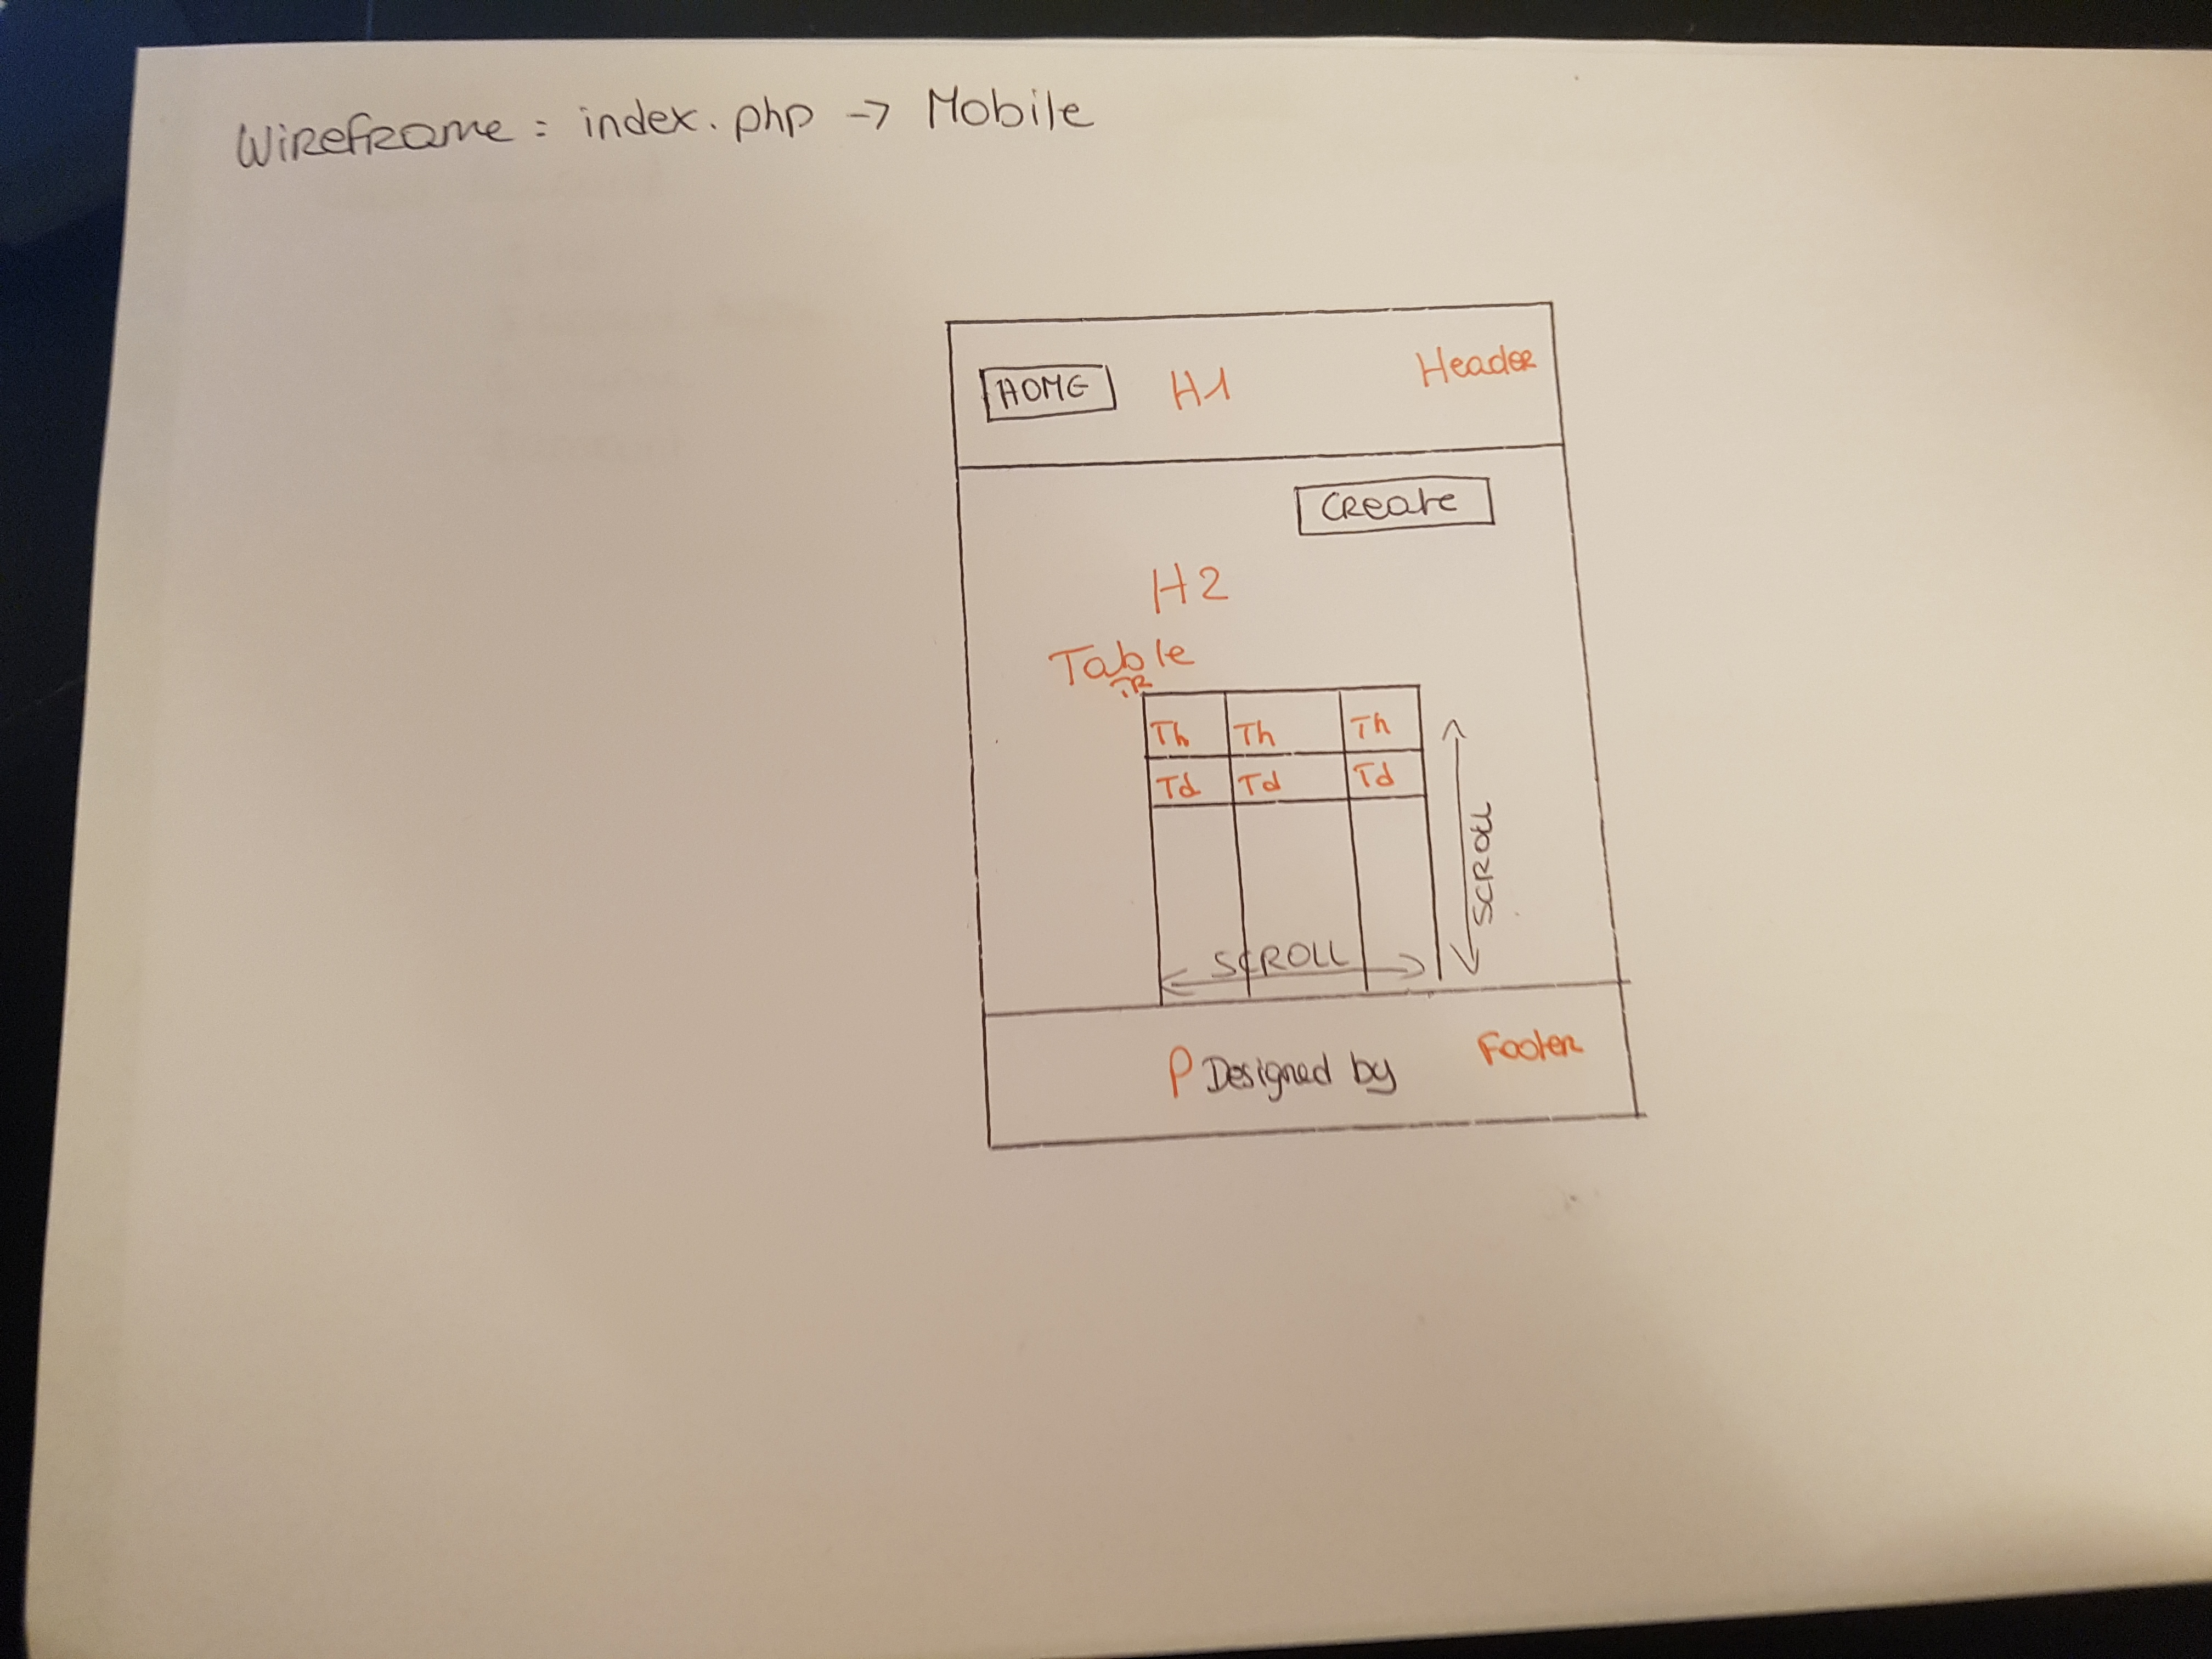 Wireframe = index.php -> Mobile
HOME H1 Header
Create
H2
Table
TR
Th Th Th
Td Td Td
SCROLL
SCROLL
P Designed by Footer